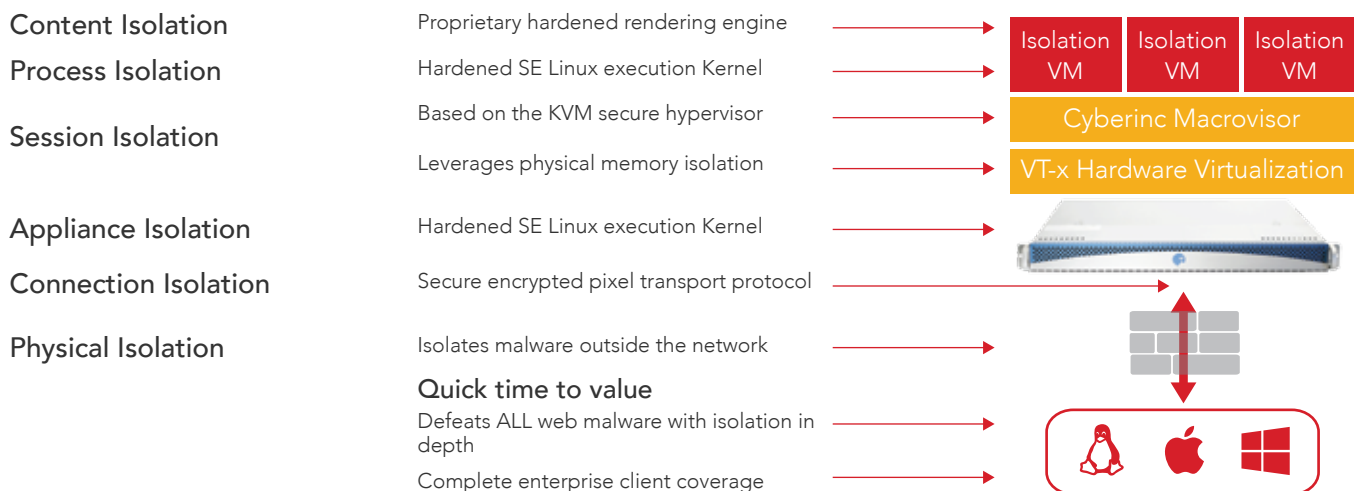 Content Isolation
Proprietary hardened rendering engine
Process Isolation
Hardened SE Linux execution Kernel
Session Isolation
Based on the KVM secure hypervisor
Leverages physical memory isolation
Appliance Isolation
Hardened SE Linux execution Kernel
Connection Isolation
Secure encrypted pixel transport protocol
Physical Isolation
Isolates malware outside the network
Quick time to value
Defeats ALL web malware with isolation in
depth
Complete enterprise client coverage
Isolation
VM
Isolation
VM
Isolation
VM
Cyberinc Macrovisor
VT-x Hardware Virtualization